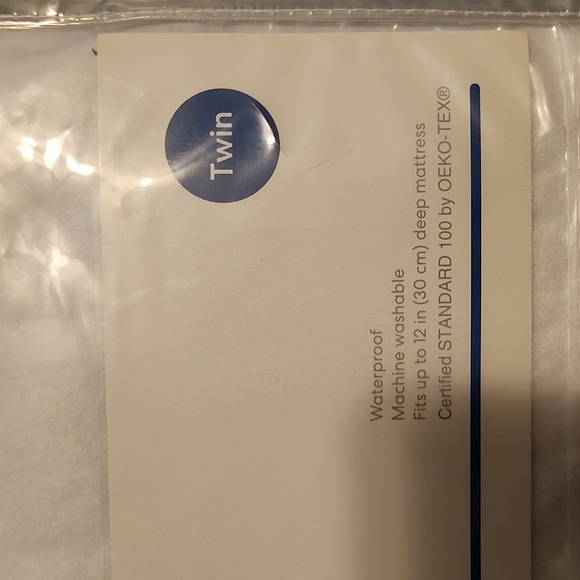 Twin
Waterproof
Machine washable
Fits up to 12 in (30 cm) deep mattress
Certified STANDARD 100 by OEKO-TEX®